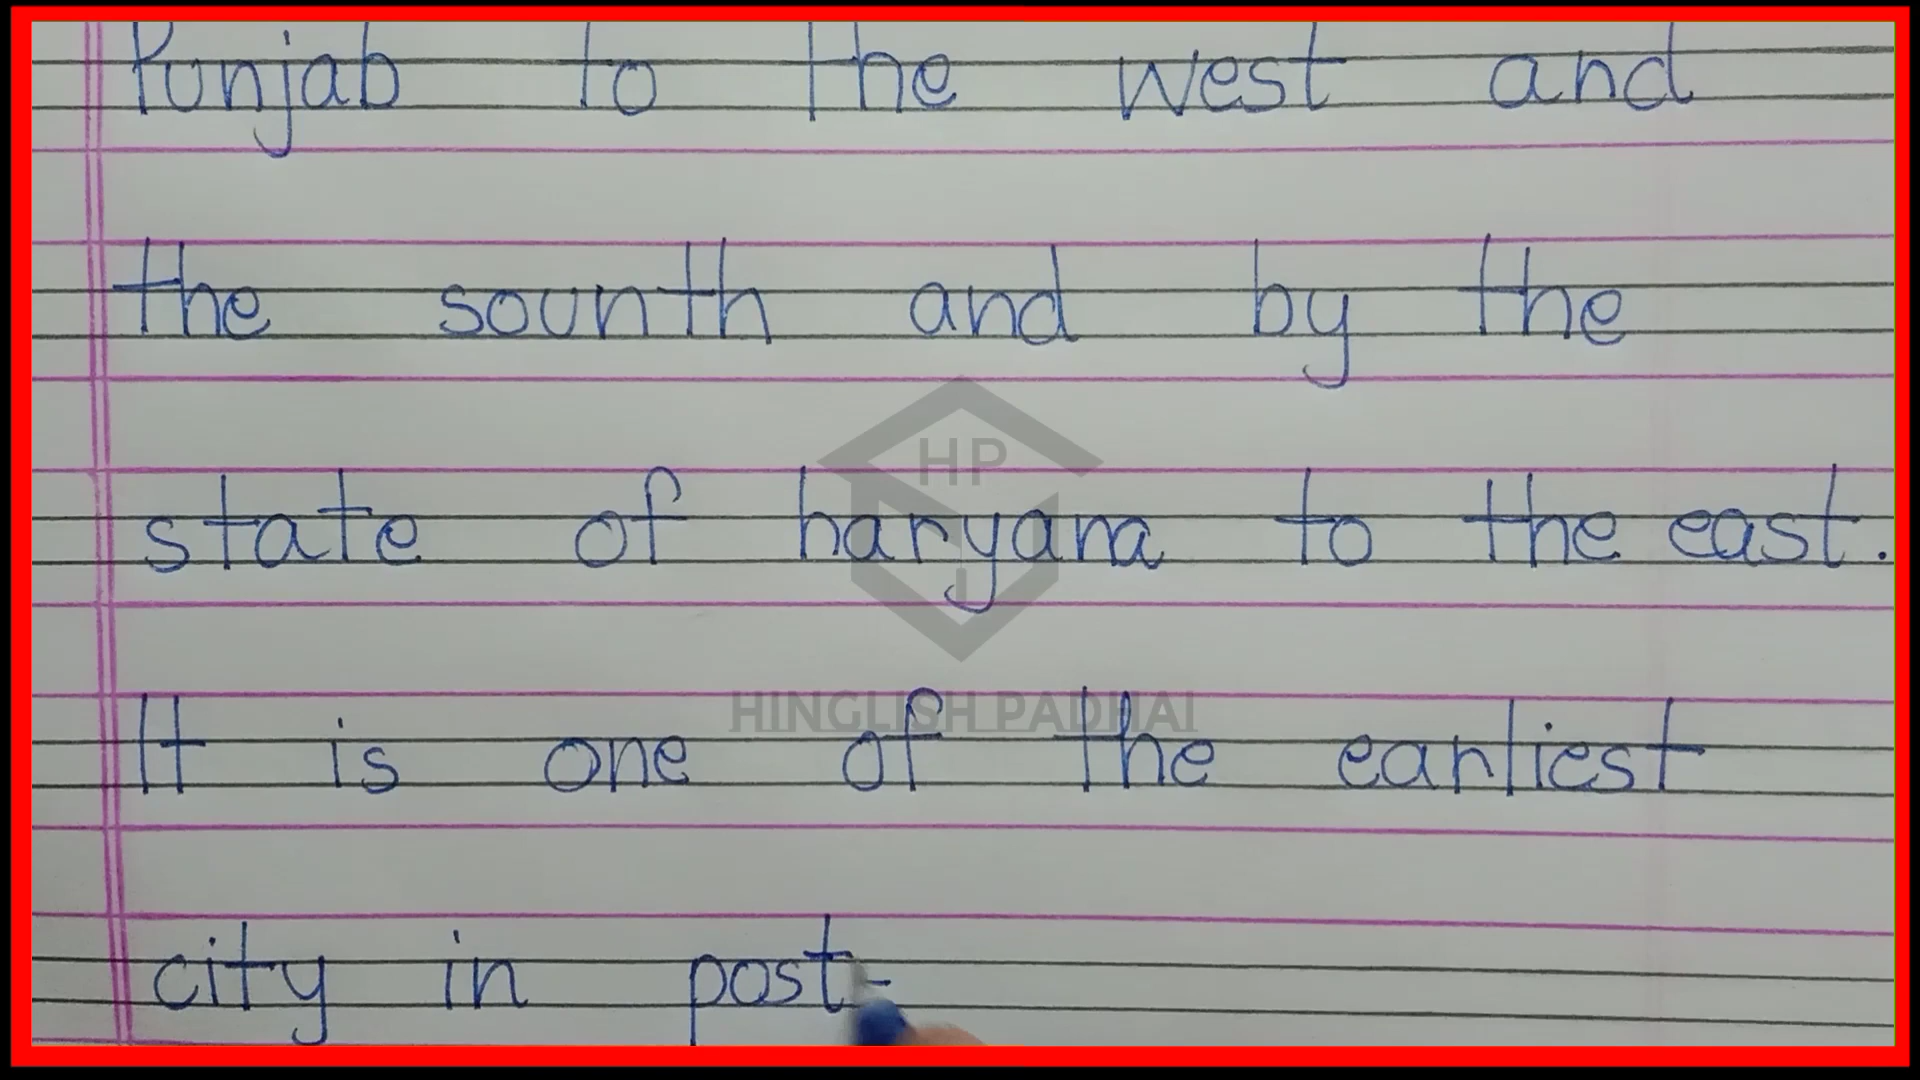 Punjab to the west and
the sounth and by the
state of haryana to the east.
HP
HINGLISH PADHAI
It is one of the earliest
city in post-